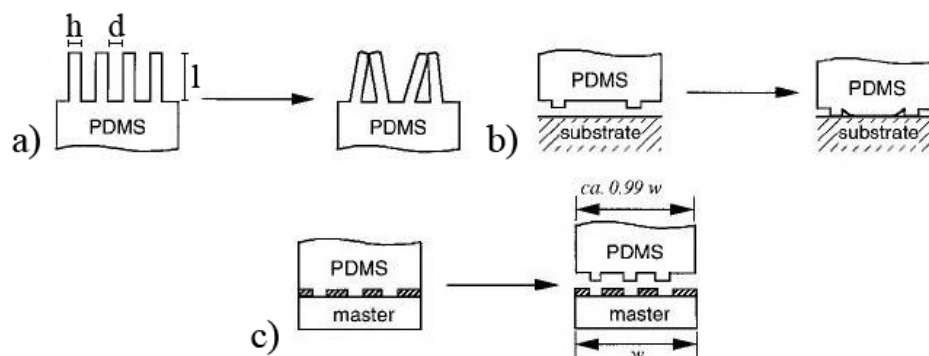 h d
l
PDMS
PDMS
a)
PDMS
substrate
PDMS
substrate
b)
PDMS
master
c)
ca. 0.99 w
PDMS
master
w